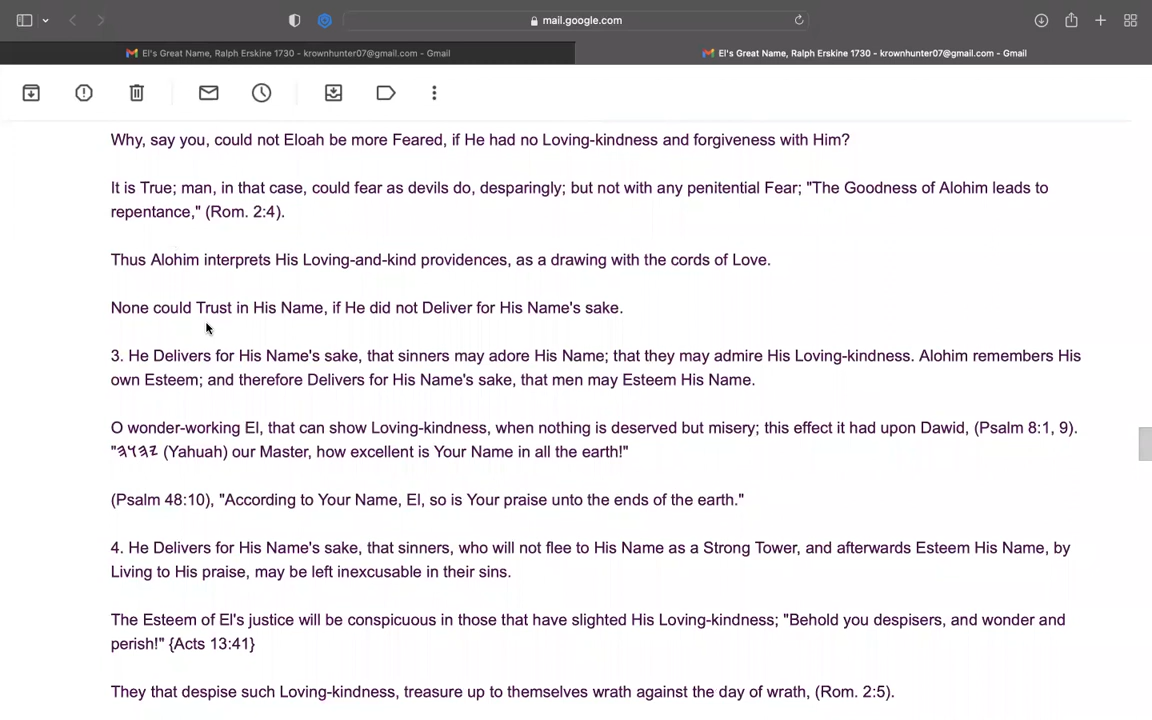 mail.google.com
El's Great Name, Ralph Erskine 1730 - krownhunter07@gmail.com - Gmail
El's Great Name, Ralph Erskine 1730 - krownhunter07@gmail.com - Gmail
Why, say you, could not Eloah be more Feared, if He had no Loving-kindness and forgiveness with Him?
It is True; man, in that case, could fear as devils do, desparingly; but not with any penitential Fear; "The Goodness of Alohim leads to
repentance," (Rom. 2:4).
Thus Alohim interprets His Loving-and-kind providences, as a drawing with the cords of Love.
None could Trust in His Name, if He did not Deliver for His Name's sake.
3. He Delivers for His Name's sake, that sinners may adore His Name; that they may admire His Loving-kindness. Alohim remembers His
own Esteem; and therefore Delivers for His Name's sake, that men may Esteem His Name.
O wonder-working El, that can show Loving-kindness, when nothing is deserved but misery; this effect it had upon Dawid, (Psalm 8:1, 9).
"𐤄𐤅𐤄𐤉 (Yahuah) our Master, how excellent is Your Name in all the earth!"
(Psalm 48:10), "According to Your Name, El, so is Your praise unto the ends of the earth."
4. He Delivers for His Name's sake, that sinners, who will not flee to His Name as a Strong Tower, and afterwards Esteem His Name, by
Living to His praise, may be left inexcusable in their sins.
The Esteem of El's justice will be conspicuous in those that have slighted His Loving-kindness; "Behold you despisers, and wonder and
perish!" {Acts 13:41}
They that despise such Loving-kindness, treasure up to themselves wrath against the day of wrath, (Rom. 2:5).